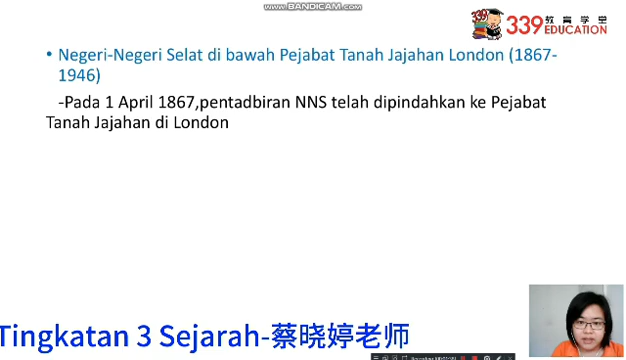 www.BANDICAM.com
339 教育学堂
EDUCATION
• Negeri-Negeri Selat di bawah Pejabat Tanah Jajahan London (1867-
1946)
-Pada 1 April 1867,pentadbiran NNS telah dipindahkan ke Pejabat
Tanah Jajahan di London
Tingkatan 3 Sejarah-蔡晓婷老师